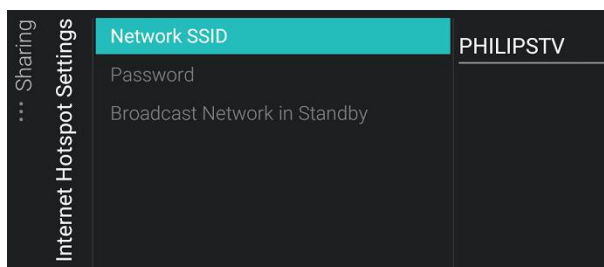 ... Sharing
Internet Hotspot Settings
Network SSID
Password
Broadcast Network in Standby
PHILIPSTV